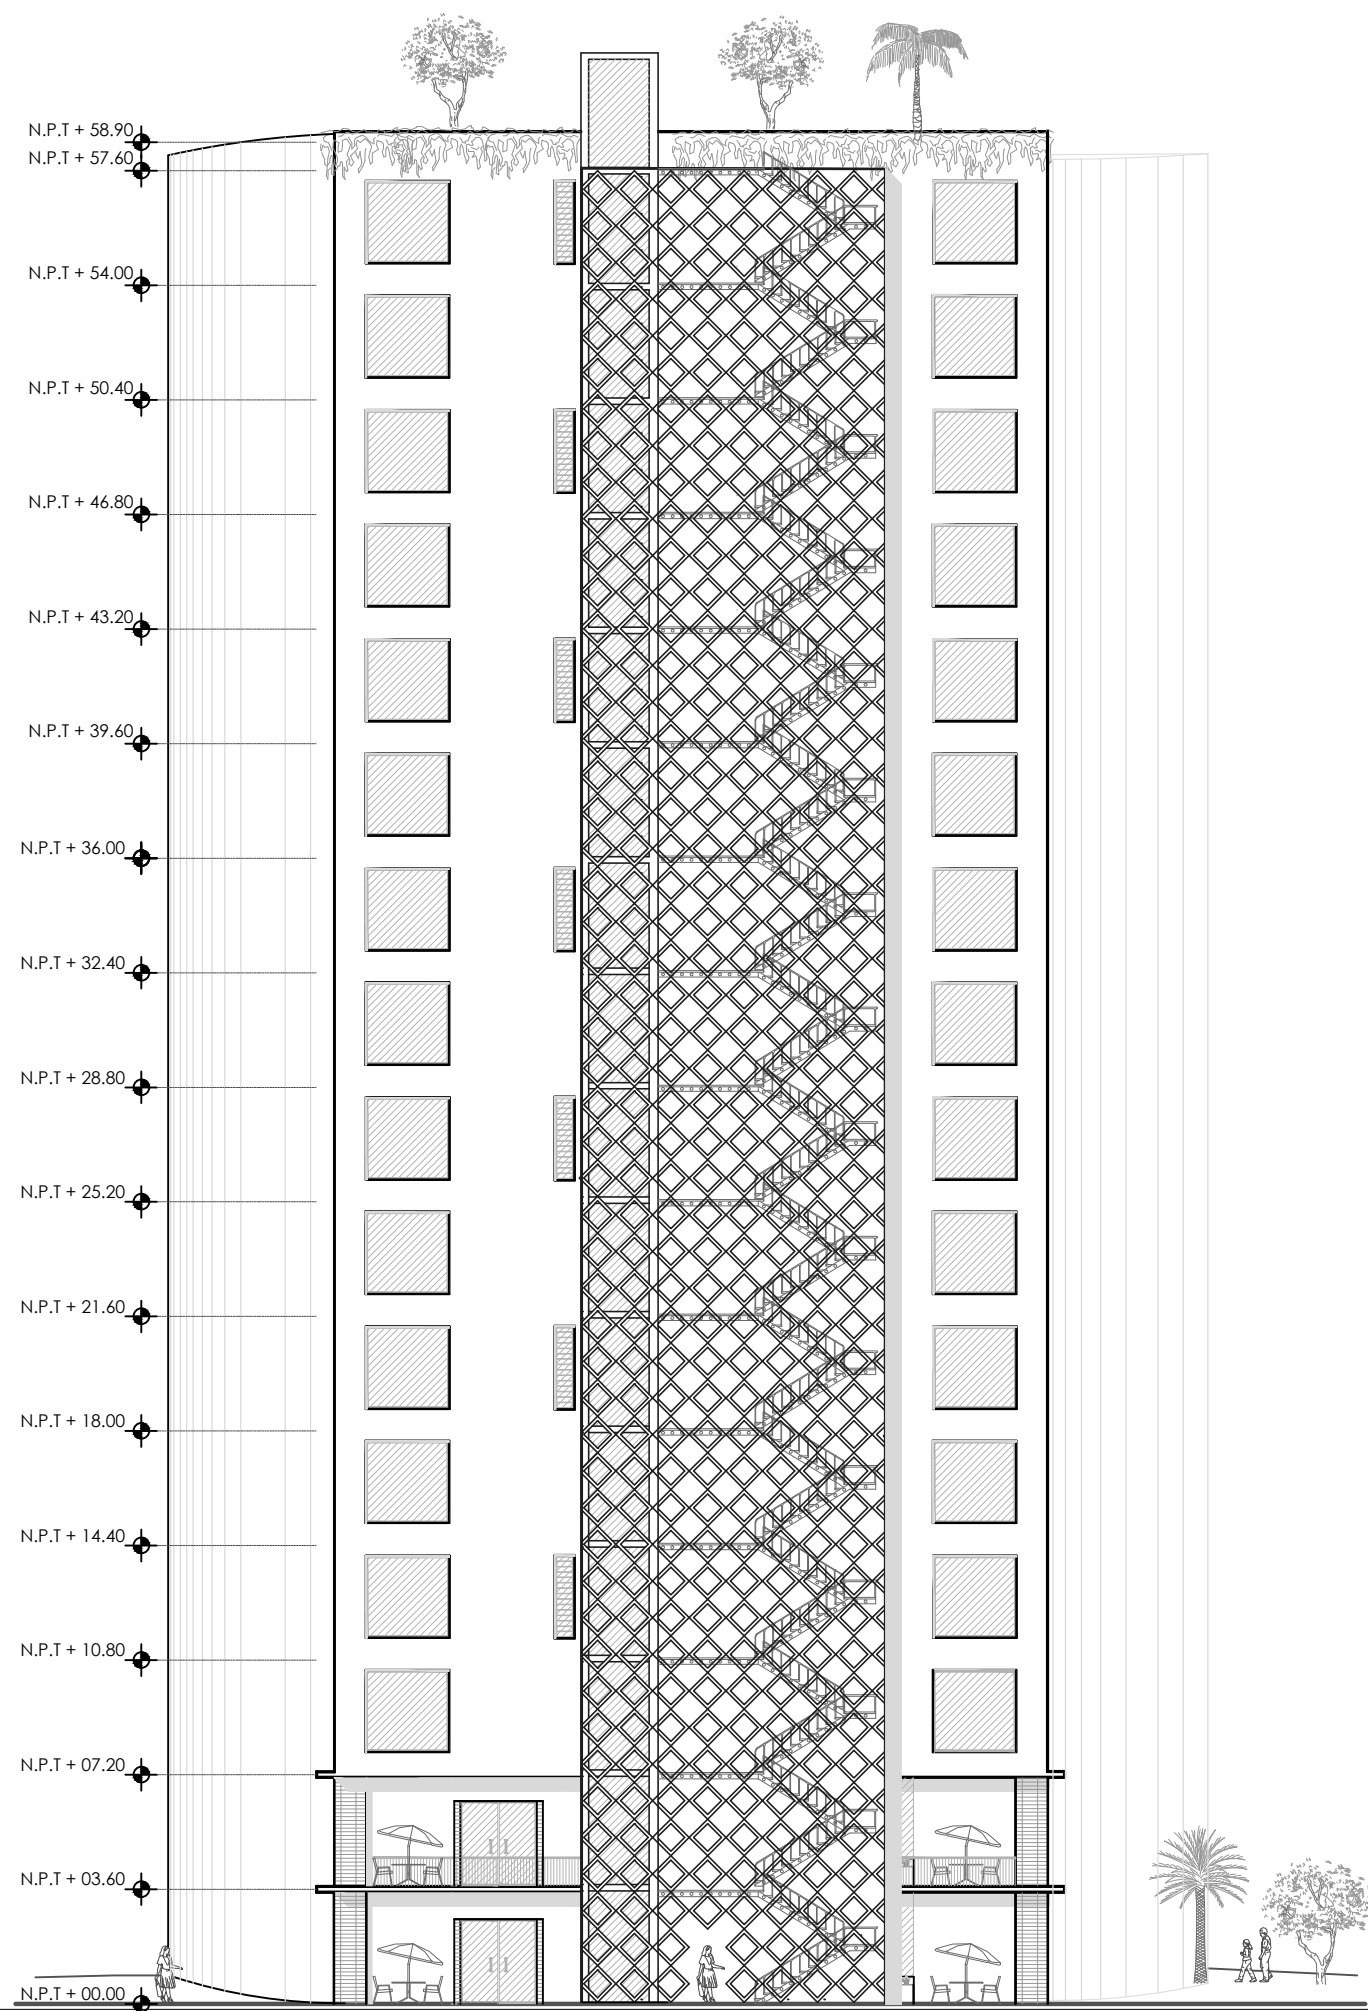 N.P.T + 58.90
N.P.T + 57.60
N.P.T + 54.00
N.P.T + 50.40
N.P.T + 46.80
N.P.T + 43.20
N.P.T + 39.60
N.P.T + 36.00
N.P.T + 32.40
N.P.T + 28.80
N.P.T + 25.20
N.P.T + 21.60
N.P.T + 18.00
N.P.T + 14.40
N.P.T + 10.80
N.P.T + 07.20
N.P.T + 03.60
N.P.T + 00.00